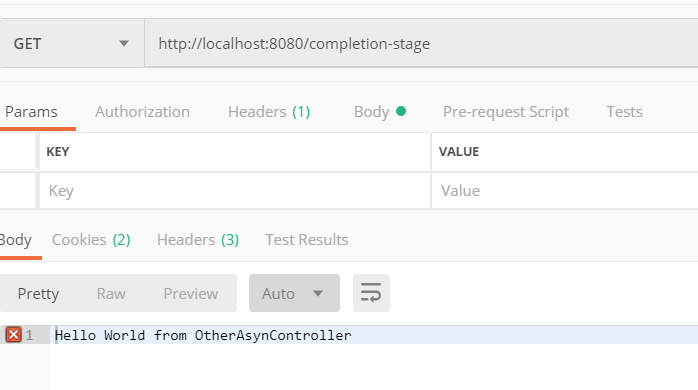 GET http://localhost:8080/completion-stage
Params Authorization Headers (1) Body Pre-request Script Tests
KEY VALUE
Key Value
Body Cookies (2) Headers (3) Test Results
Pretty Raw Preview Auto
1 Hello World from OtherAsynController